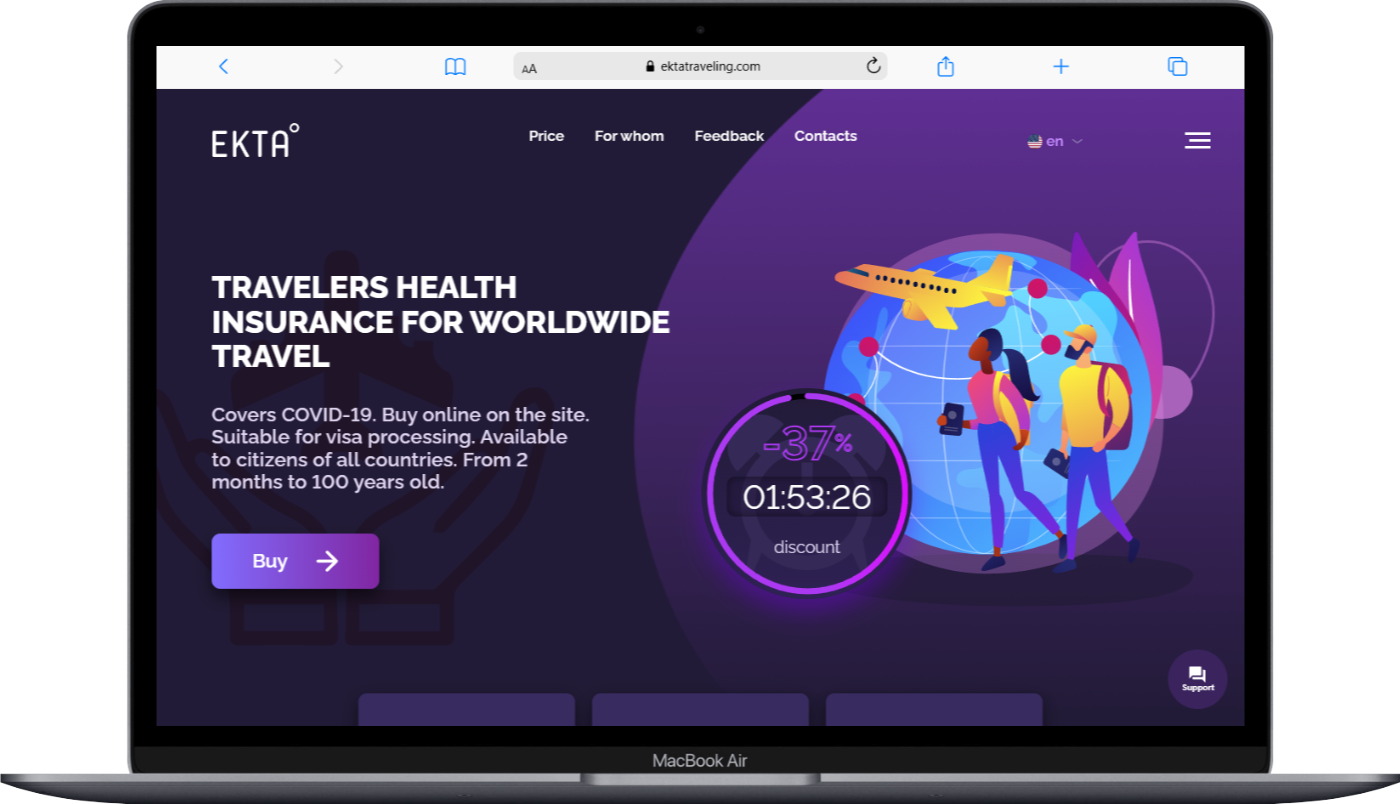 AA
ektatraveling.com
EKTA
Price
For whom
Feedback
Contacts
en
TRAVELERS HEALTH
INSURANCE FOR WORLDWIDE
TRAVEL
Covers COVID-19. Buy online on the site.
Suitable for visa processing. Available
to citizens of all countries. From 2
months to 100 years old.
Buy
-37%
01:53:26
discount
Support
MacBook Air